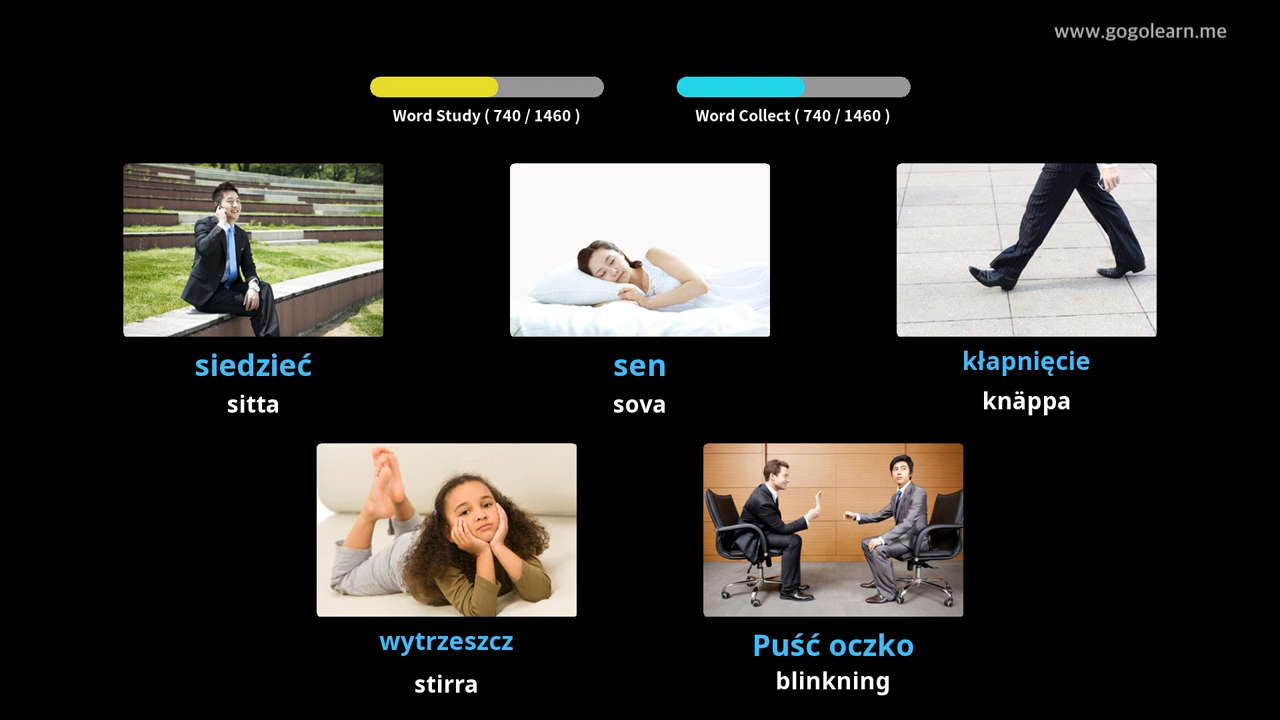 www.gogolearn.me
Word Study ( 740 / 1460 )
Word Collect ( 740 / 1460 )
siedzieć
sitta
sen
sova
kłapnięcie
knäppa
wytrzeszcz
stirra
Puść oczko
blinkning